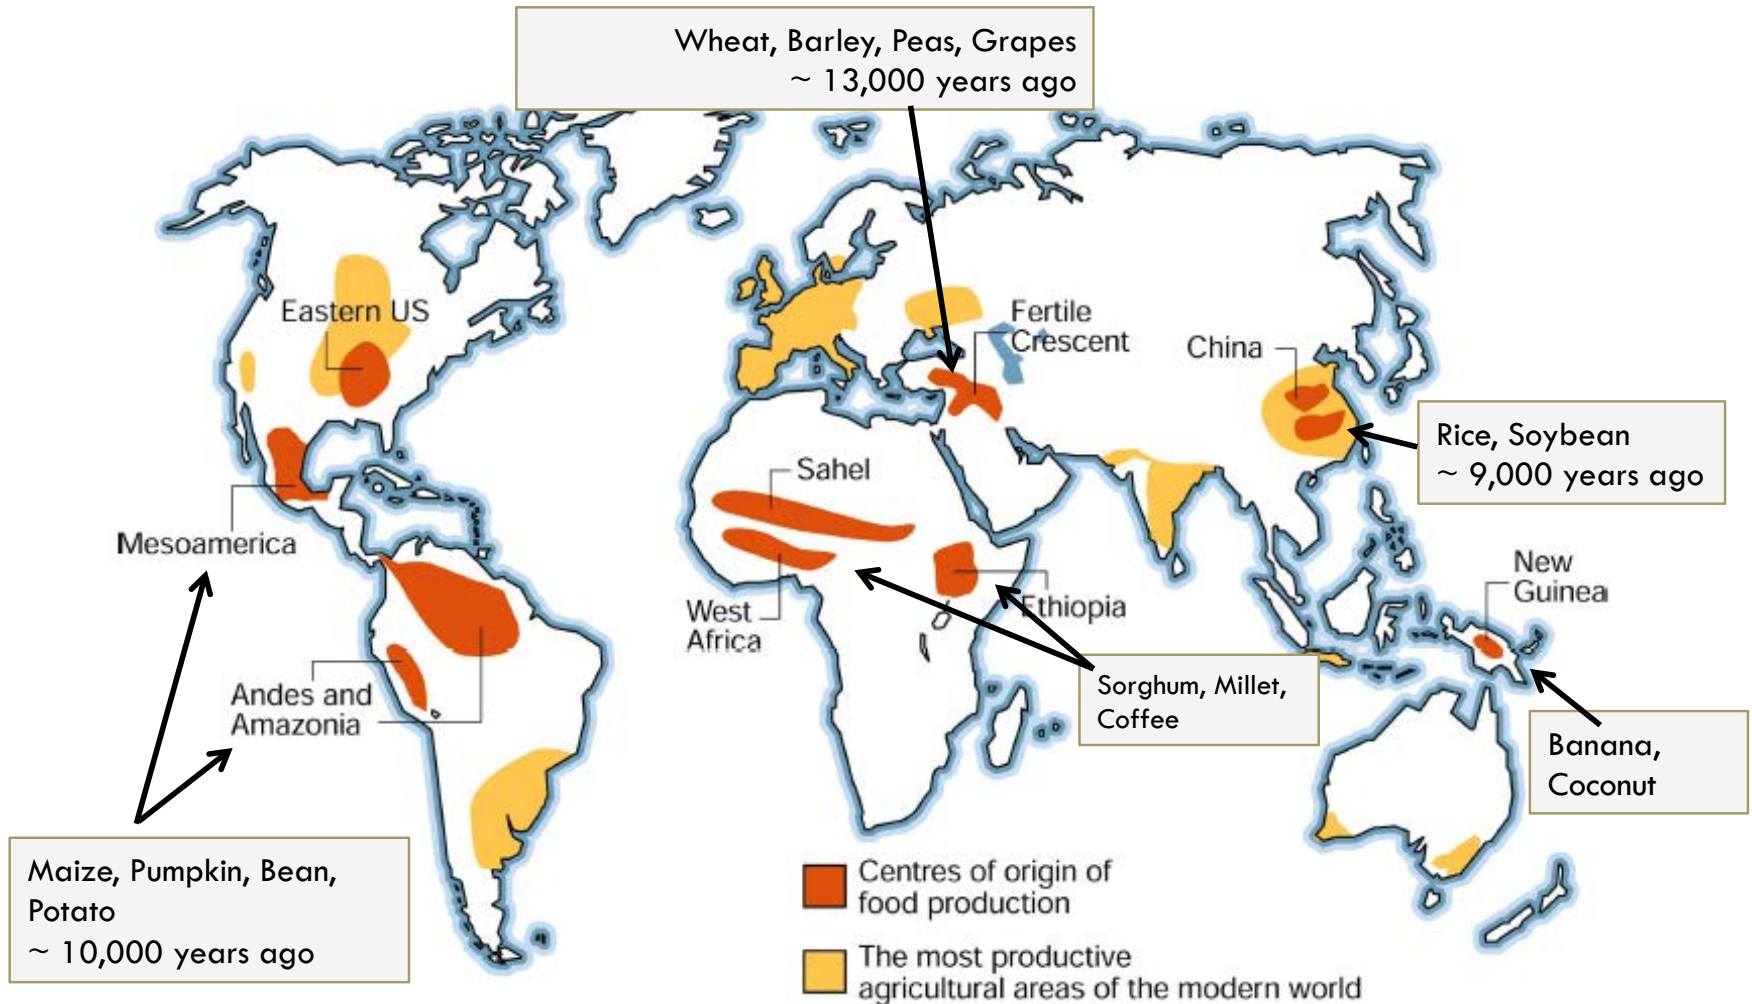 Wheat, Barley, Peas, Grapes
~ 13,000 years ago
Eastern US
Fertile
Crescent
China
Rice, Soybean
~ 9,000 years ago
Sahel
Mesoamerica
New
Guinea
West
Africa
Ethiopia
Andes and
Amazonia
Sorghum, Millet,
Coffee
Banana,
Coconut
Maize, Pumpkin, Bean,
Potato
~ 10,000 years ago
Centres of origin of
food production
The most productive
agricultural areas of the modern world